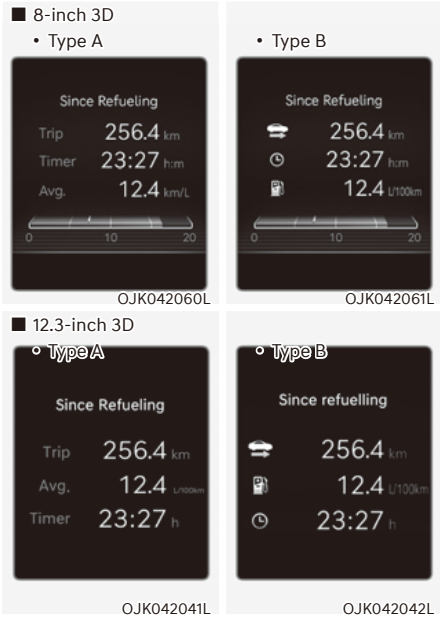 ■ 8-inch 3D
• Type A
Since Refueling
Trip 256.4 km
Timer 23:27 h:m
Avg. 12.4 km/L
0 10 20
OJK042060L
• Type B
Since Refueling
256.4 km
23:27 h:m
12.4 L/100km
0 10 20
OJK042061L
■ 12.3-inch 3D
Type A
Since Refueling
Trip 256.4 km
Avg. 12.4 L/100km
Timer 23:27 h
OJK042041L
Type B
Since refuelling
256.4 km
12.4 L/100km
23:27 h
OJK042042L